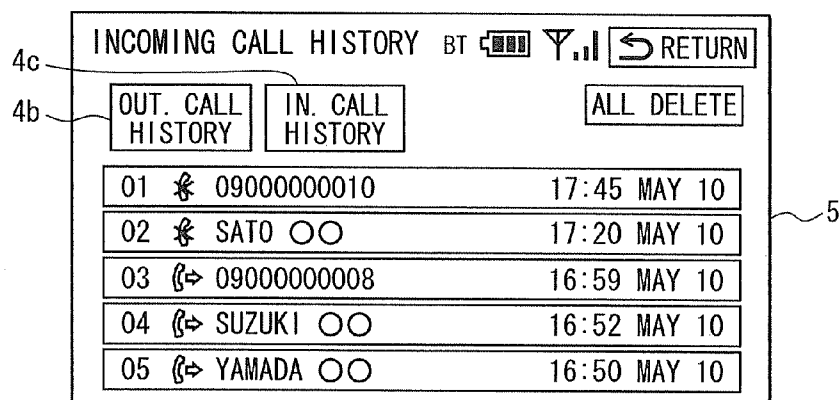 INCOMING CALL HISTORY BT RETURN
4c
4b
OUT. CALL HISTORY
IN. CALL HISTORY
ALL DELETE
01 09000000010 17:45 MAY 10
02 SATO ○○ 17:20 MAY 10
5
03 09000000008 16:59 MAY 10
04 SUZUKI ○○ 16:52 MAY 10
05 YAMADA ○○ 16:50 MAY 10